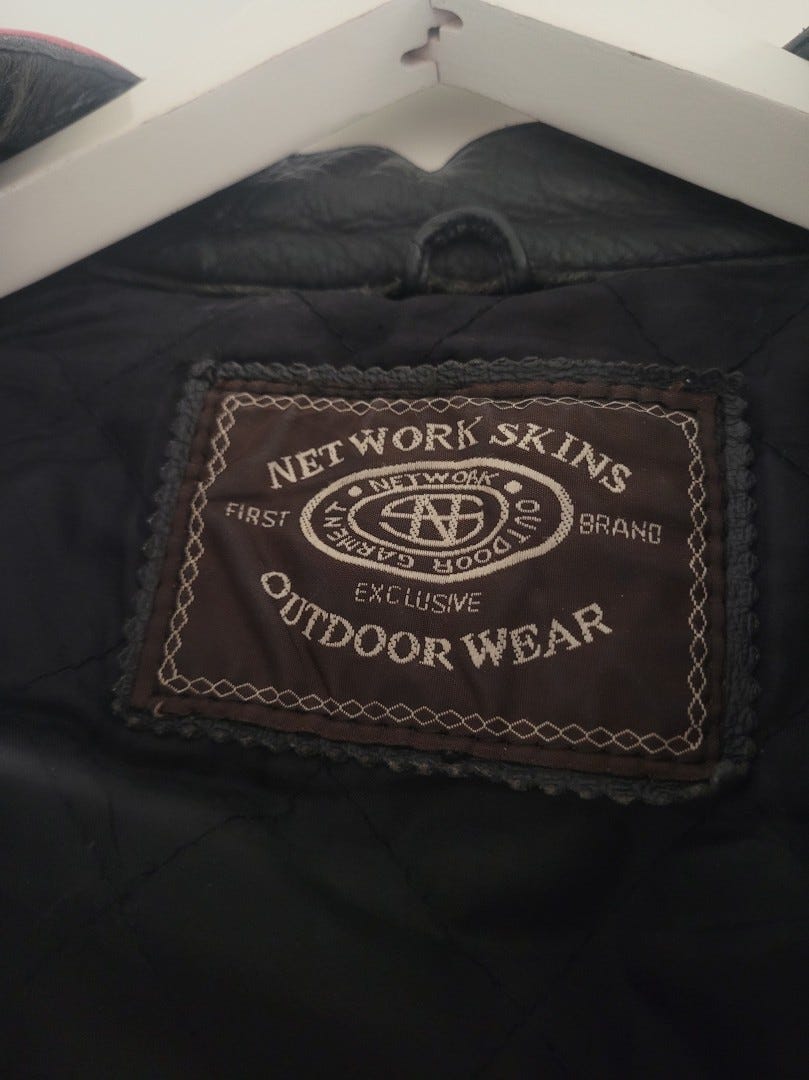 NETWORK SKINS
FIRST
NETWORK
OUTDOOR GARMENT
BRAND
EXCLUSIVE
OUTDOOR WEAR